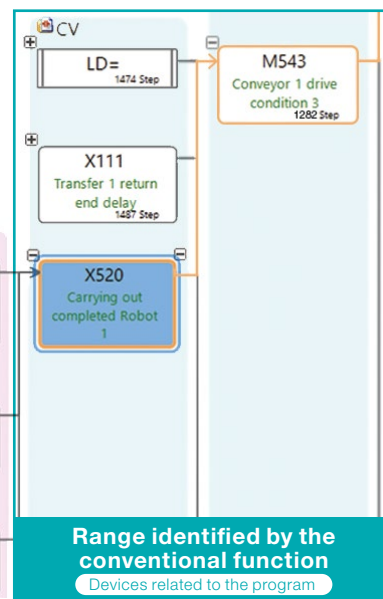 CV
LD=
1474 Step
M543
Conveyor 1 drive
condition 3
1282 Step
X111
Transfer 1 return
end delay
1487 Step
X520
Carrying out
completed Robot
1
Range identified by the
conventional function
Devices related to the program